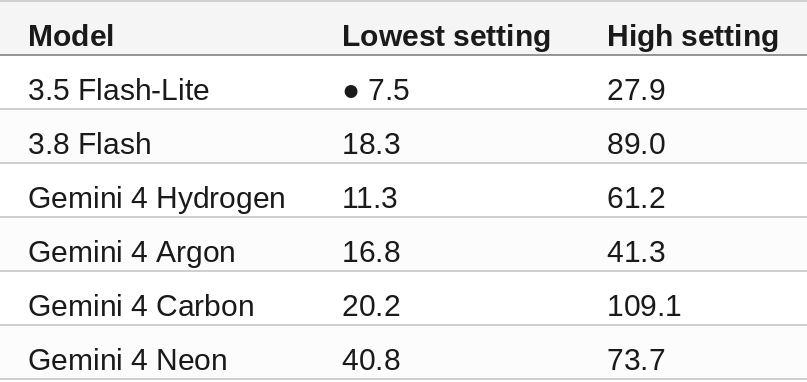 Model Lowest setting High setting
3.5 Flash-Lite ● 7.5 27.9
3.8 Flash 18.3 89.0
Gemini 4 Hydrogen 11.3 61.2
Gemini 4 Argon 16.8 41.3
Gemini 4 Carbon 20.2 109.1
Gemini 4 Neon 40.8 73.7